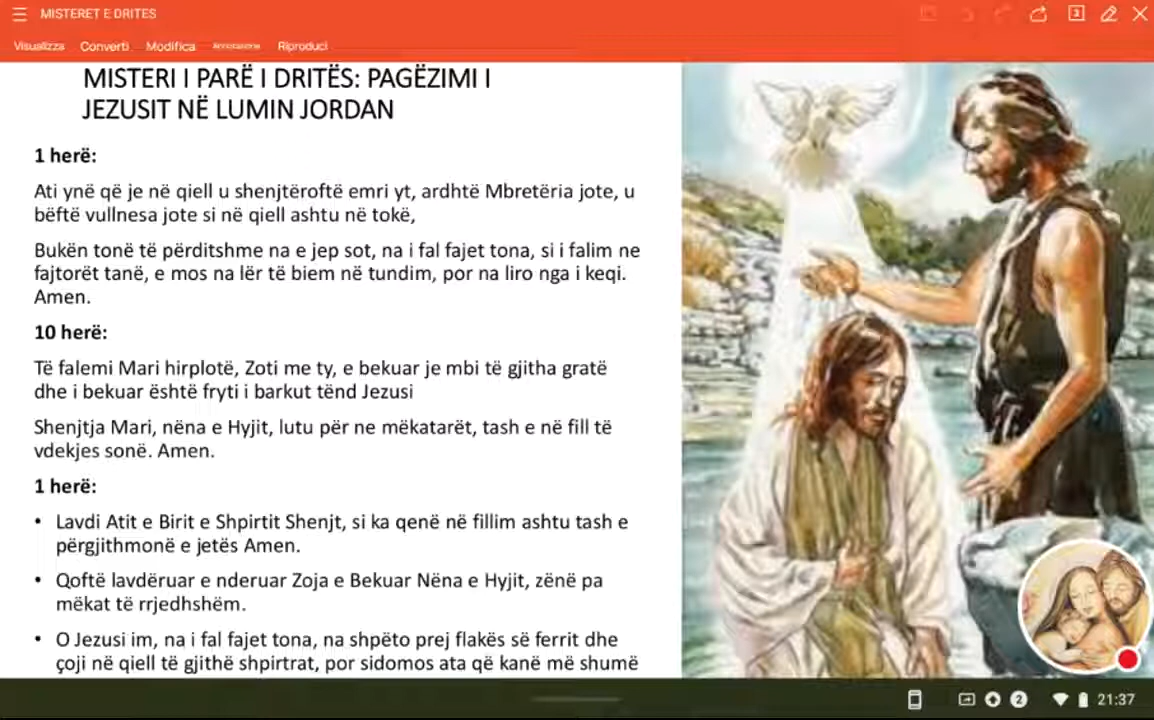 MISTERET E DRITES
3
Visualizza Converti Modifica Annotazione Riproduci
MISTERI I PARË I DRITËS: PAGËZIMI I
JEZUSIT NË LUMIN JORDAN
1 herë:
Ati ynë që je në qiell u shenjtëroftë emri yt, ardhtë Mbretëria jote, u
bëftë vullnesa jote si në qiell ashtu në tokë,
Bukën tonë të përditshme na e jep sot, na i fal fajet tona, si i falim ne
fajtorët tanë, e mos na lër të biem në tundim, por na liro nga i keqi.
Amen.
10 herë:
Të falemi Mari hirplotë, Zoti me ty, e bekuar je mbi të gjitha gratë
dhe i bekuar është fryti i barkut tënd Jezusi
Shenjtja Mari, nëna e Hyjit, lutu për ne mëkatarët, tash e në fill të
vdekjes sonë. Amen.
1 herë:
• Lavdi Atit e Birit e Shpirtit Shenjt, si ka qenë në fillim ashtu tash e
përgjithmonë e jetës Amen.
• Qoftë lavdëruar e nderuar Zoja e Bekuar Nëna e Hyjit, zënë pa
mëkat të rrjedhshëm.
• O Jezusi im, na i fal fajet tona, na shpëto prej flakës së ferrit dhe
çoji në qiell të gjithë shpirtrat, por sidomos ata që kanë më shumë
2 21:37